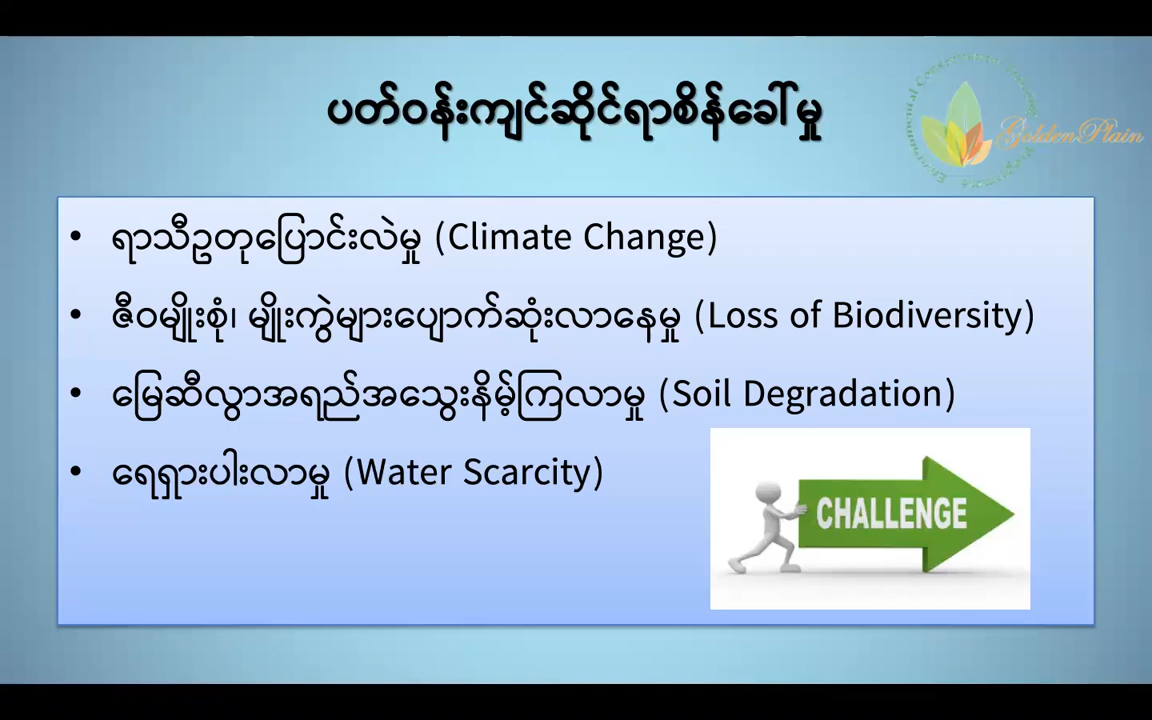 ပတ်ဝန်းကျင်ဆိုင်ရာစိန်ခေါ်မှု
GoldenPlain
• ရာသီဥတုပြောင်းလဲမှု (Climate Change)
• ဇီဝမျိုးစုံ၊ မျိုးကွဲများပျောက်ဆုံးလာနေမှု (Loss of Biodiversity)
• မြေဆီလွှာအရည်အသွေးနိမ့်ကြလာမှု (Soil Degradation)
• ရေရှားပါးလာမှု (Water Scarcity)
CHALLENGE